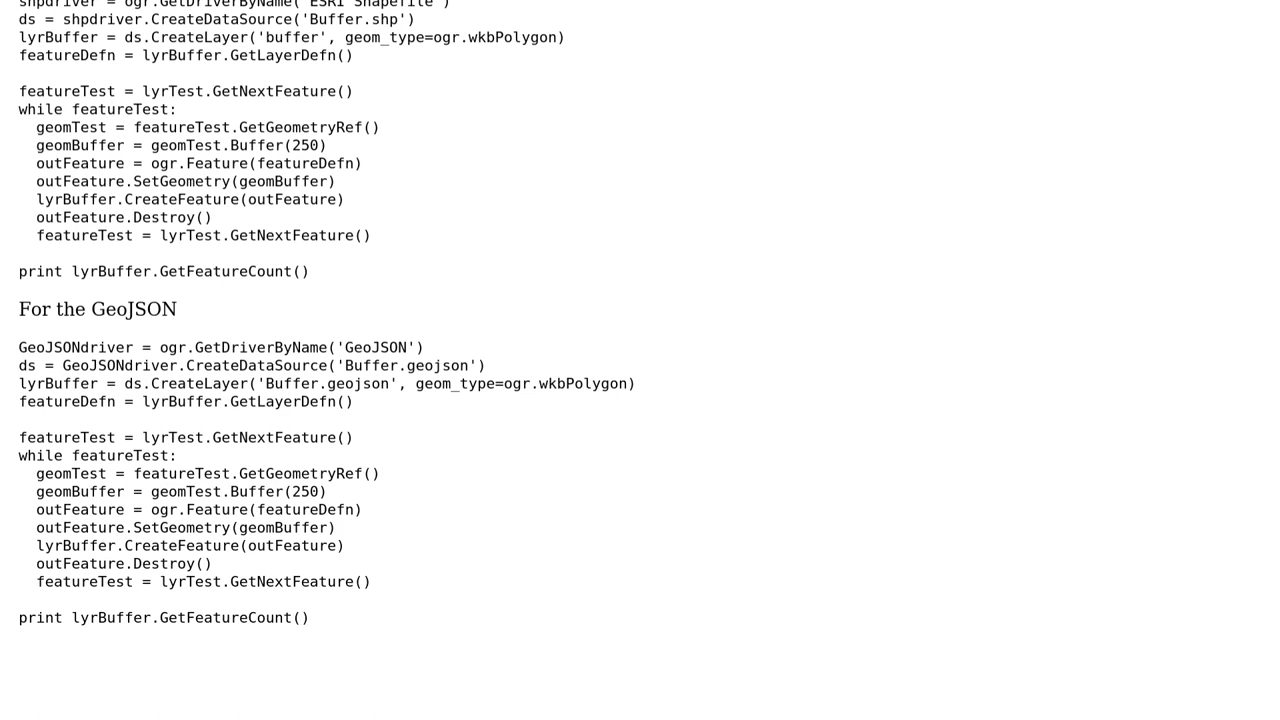 shpdriver = ogr.GetDriverByName('ESRI Shapefile')
ds = shpdriver.CreateDataSource('Buffer.shp')
lyrBuffer = ds.CreateLayer('buffer', geom_type=ogr.wkbPolygon)
featureDefn = lyrBuffer.GetLayerDefn()

featureTest = lyrTest.GetNextFeature()
while featureTest:
  geomTest = featureTest.GetGeometryRef()
  geomBuffer = geomTest.Buffer(250)
  outFeature = ogr.Feature(featureDefn)
  outFeature.SetGeometry(geomBuffer)
  lyrBuffer.CreateFeature(outFeature)
  outFeature.Destroy()
  featureTest = lyrTest.GetNextFeature()

print lyrBuffer.GetFeatureCount()

For the GeoJSON

GeoJSONdriver = ogr.GetDriverByName('GeoJSON')
ds = GeoJSONdriver.CreateDataSource('Buffer.geojson')
lyrBuffer = ds.CreateLayer('Buffer.geojson', geom_type=ogr.wkbPolygon)
featureDefn = lyrBuffer.GetLayerDefn()

featureTest = lyrTest.GetNextFeature()
while featureTest:
  geomTest = featureTest.GetGeometryRef()
  geomBuffer = geomTest.Buffer(250)
  outFeature = ogr.Feature(featureDefn)
  outFeature.SetGeometry(geomBuffer)
  lyrBuffer.CreateFeature(outFeature)
  outFeature.Destroy()
  featureTest = lyrTest.GetNextFeature()

print lyrBuffer.GetFeatureCount()